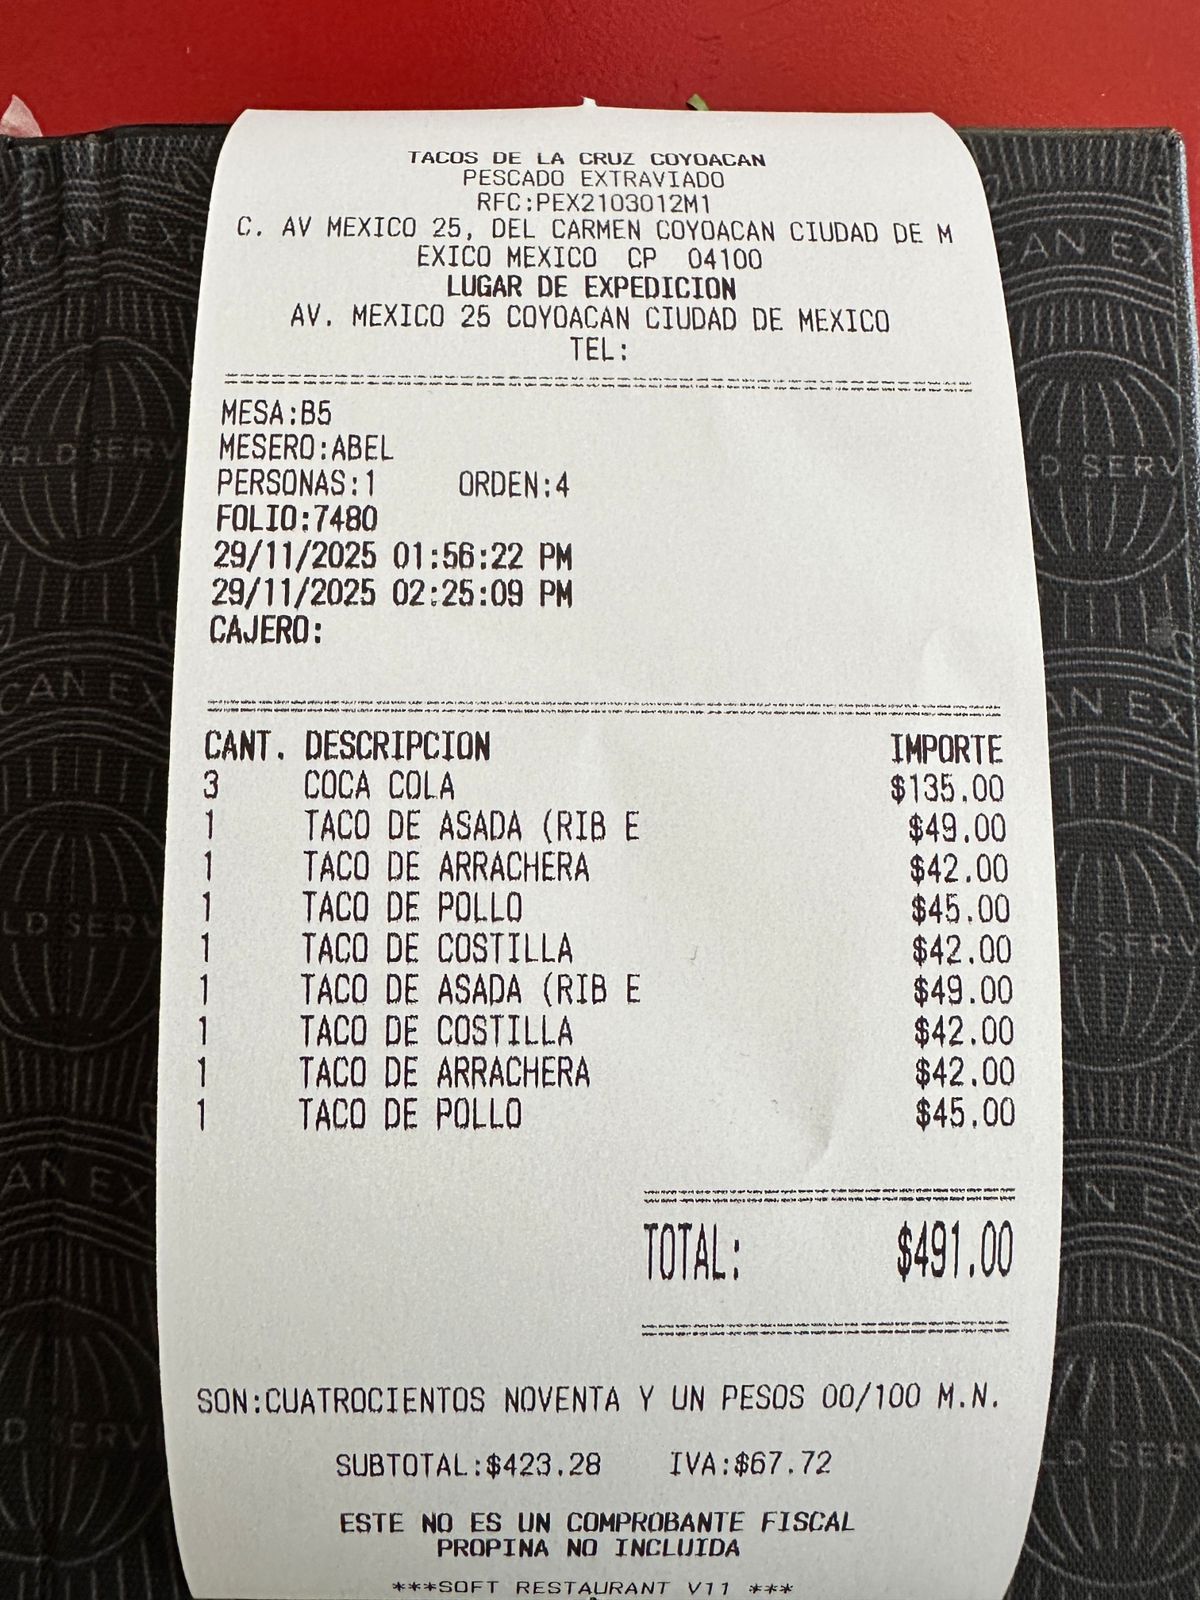 TACOS DE LA CRUZ COYOACAN
PESCADO EXTRAVIADO
RFC:PEX2103012M1
C. AV MEXICO 25, DEL CARMEN COYOACAN CIUDAD DE M
EXICO MEXICO CP 04100
LUGAR DE EXPEDICION
AV. MEXICO 25 COYOACAN CIUDAD DE MEXICO
TEL:
MESA:B5
MESERO:ABEL
PERSONAS:1 ORDEN:4
FOLIO:7480
29/11/2025 01:56:22 PM
29/11/2025 02:25:09 PM
CAJERO:
CANT. DESCRIPCION IMPORTE
3 COCA COLA $135.00
1 TACO DE ASADA (RIB E $49.00
1 TACO DE ARRACHERA $42.00
1 TACO DE POLLO $45.00
1 TACO DE COSTILLA $42.00
1 TACO DE ASADA (RIB E $49.00
1 TACO DE COSTILLA $42.00
1 TACO DE ARRACHERA $42.00
1 TACO DE POLLO $45.00
TOTAL: $491.00
SON:CUATROCIENTOS NOVENTA Y UN PESOS 00/100 M.N.
SUBTOTAL:$423.28 IVA:$67.72
ESTE NO ES UN COMPROBANTE FISCAL
PROPINA NO INCLUIDA
***SOFT RESTAURANT V11 ***